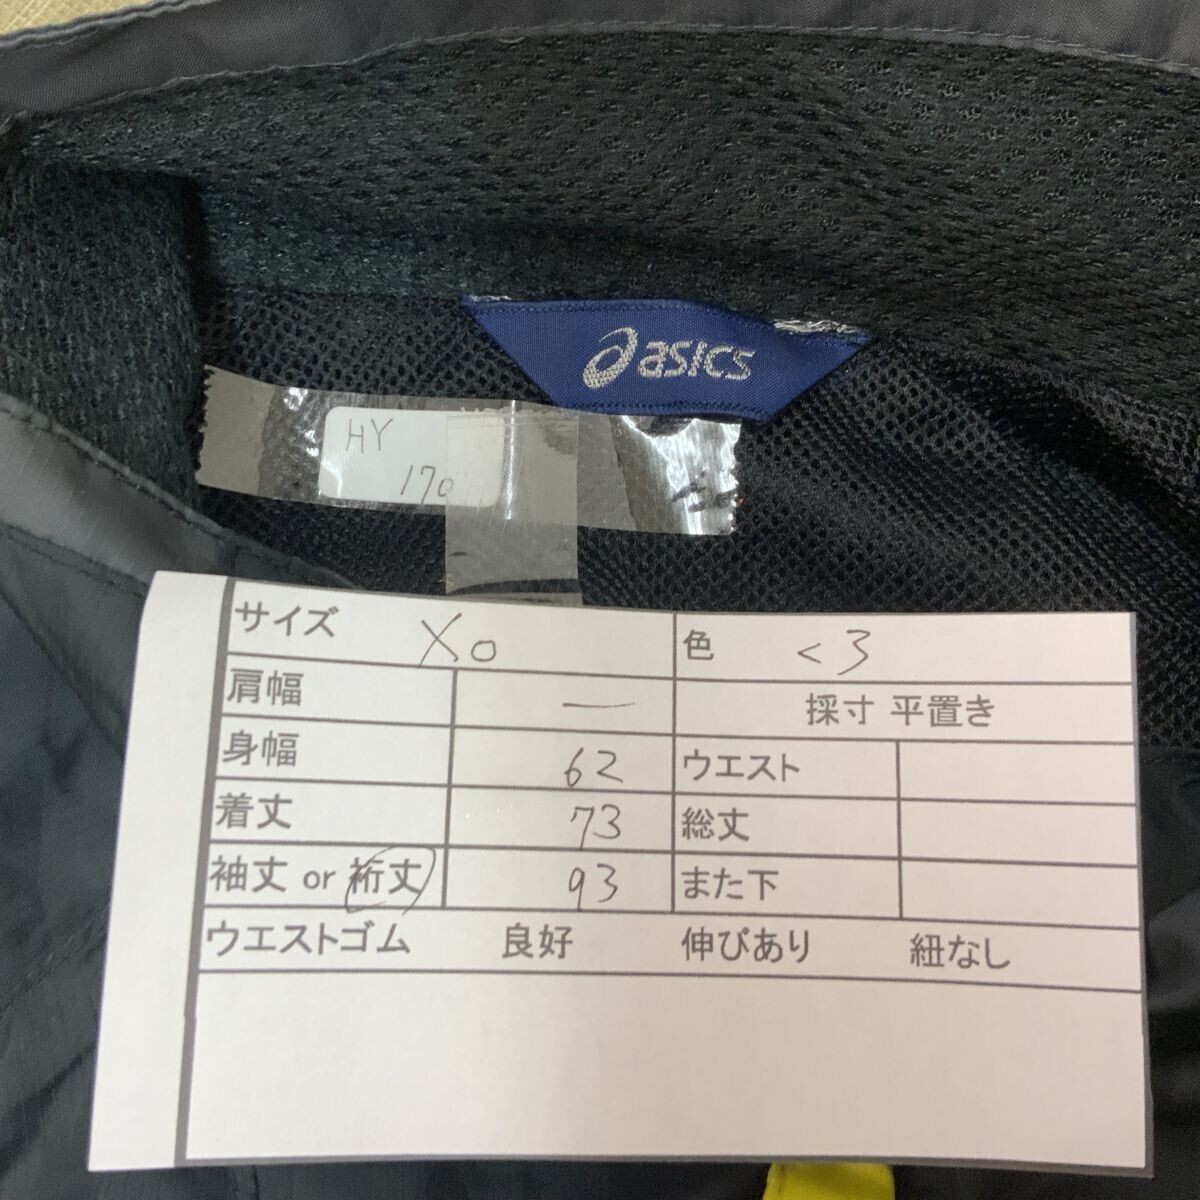 asics
HY
170
サイズ XO 色 くろ
肩幅 — 採寸 平置き
身幅 62 ウエスト
着丈 73 総丈
袖丈 or 裄丈 93 また下
ウエストゴム 良好 伸びあり 紐なし